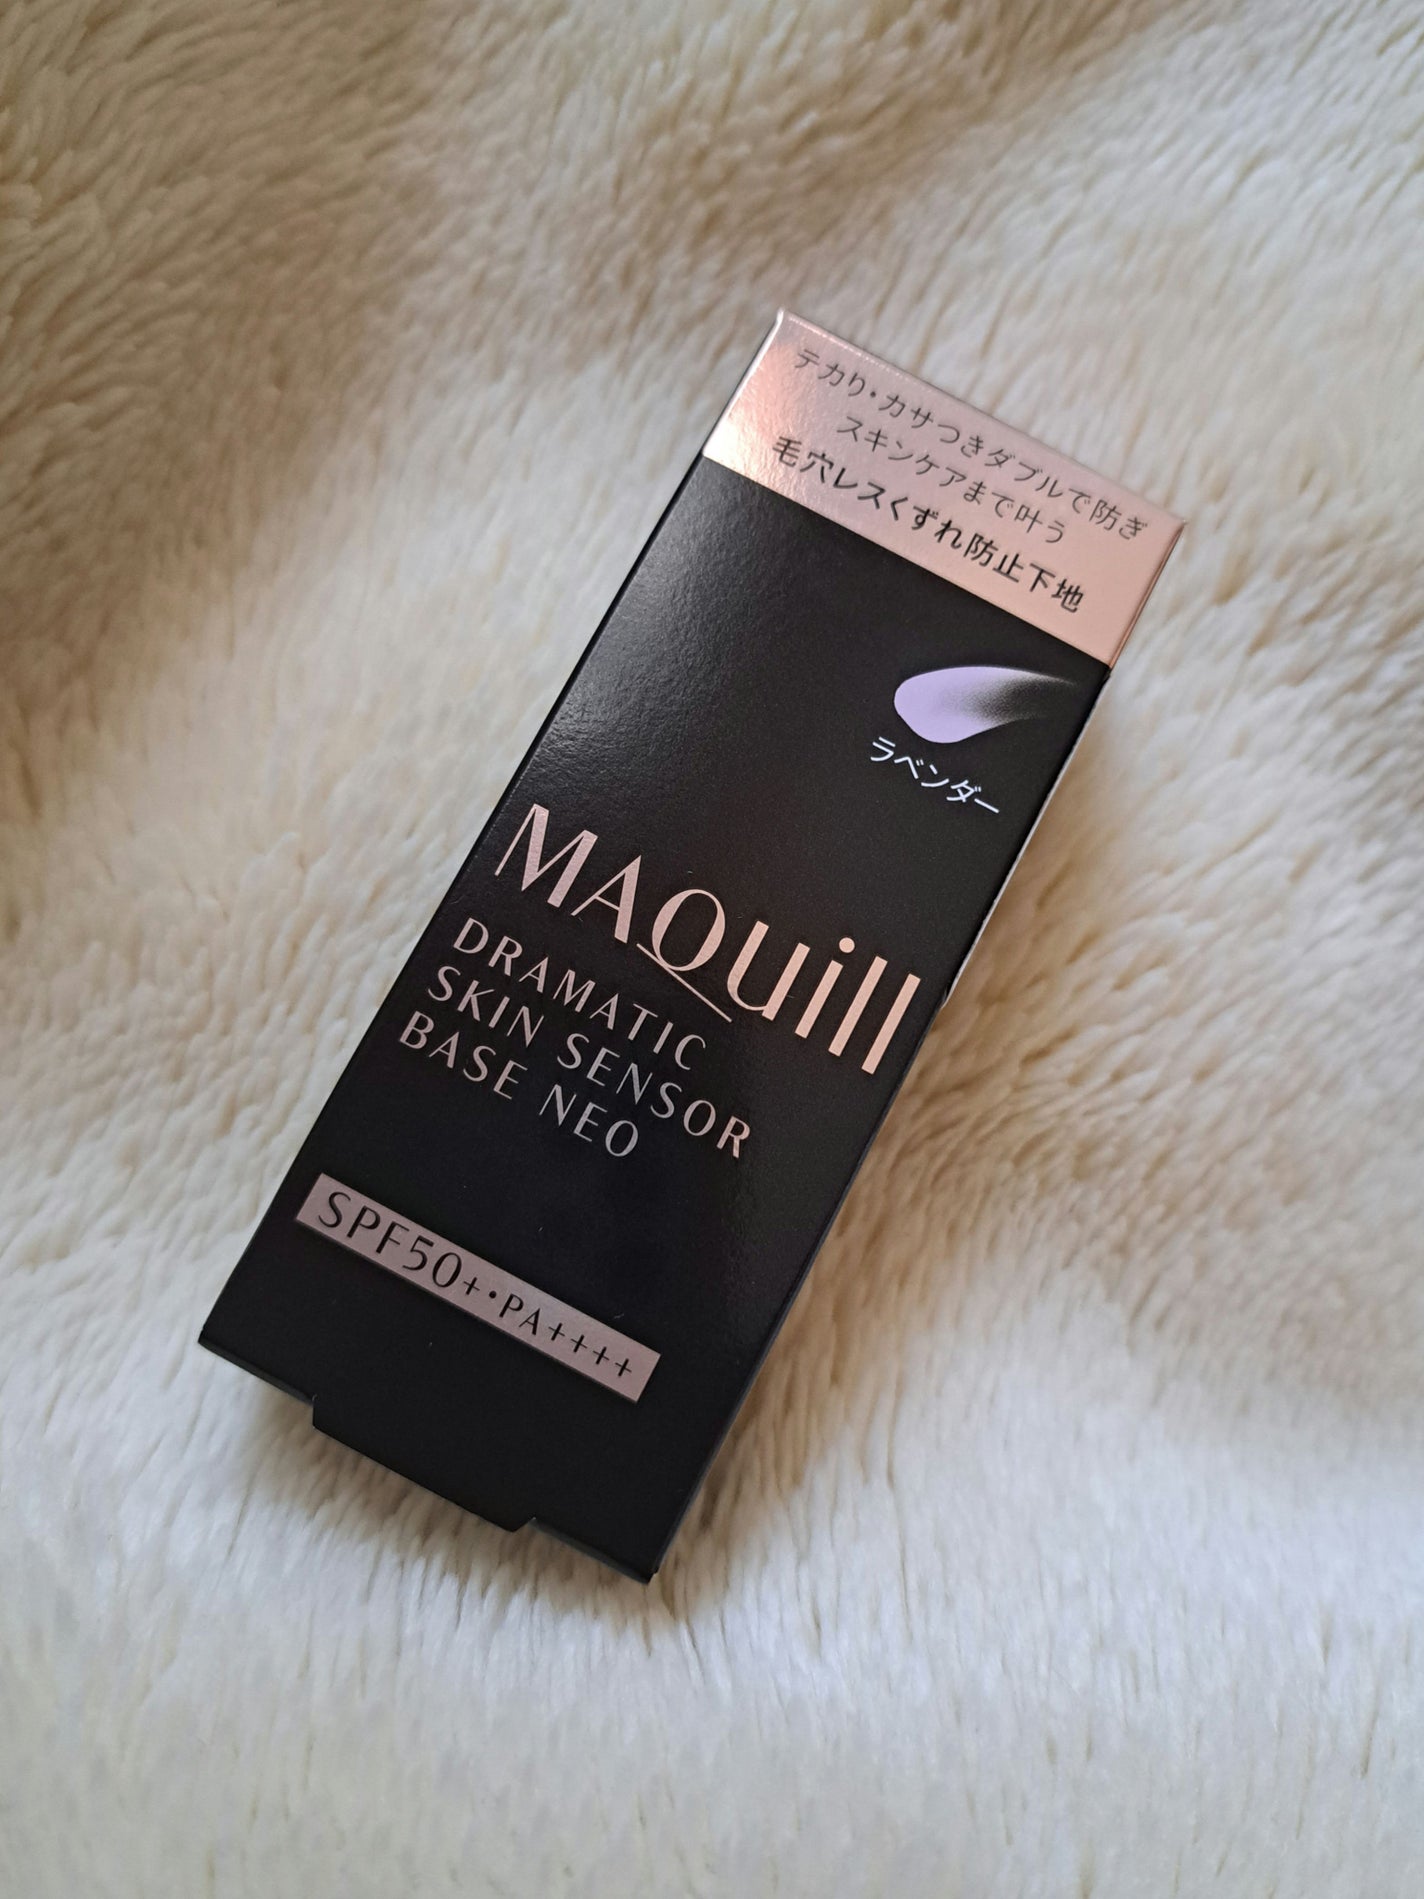 テカり・カサつきダブルで防ぎ
スキンケアまで叶う
毛穴レスくずれ防止下地
ラベンダー
MAQuill
DRAMATIC
SKIN SENSOR
BASE NEO
SPF50+・PA++++